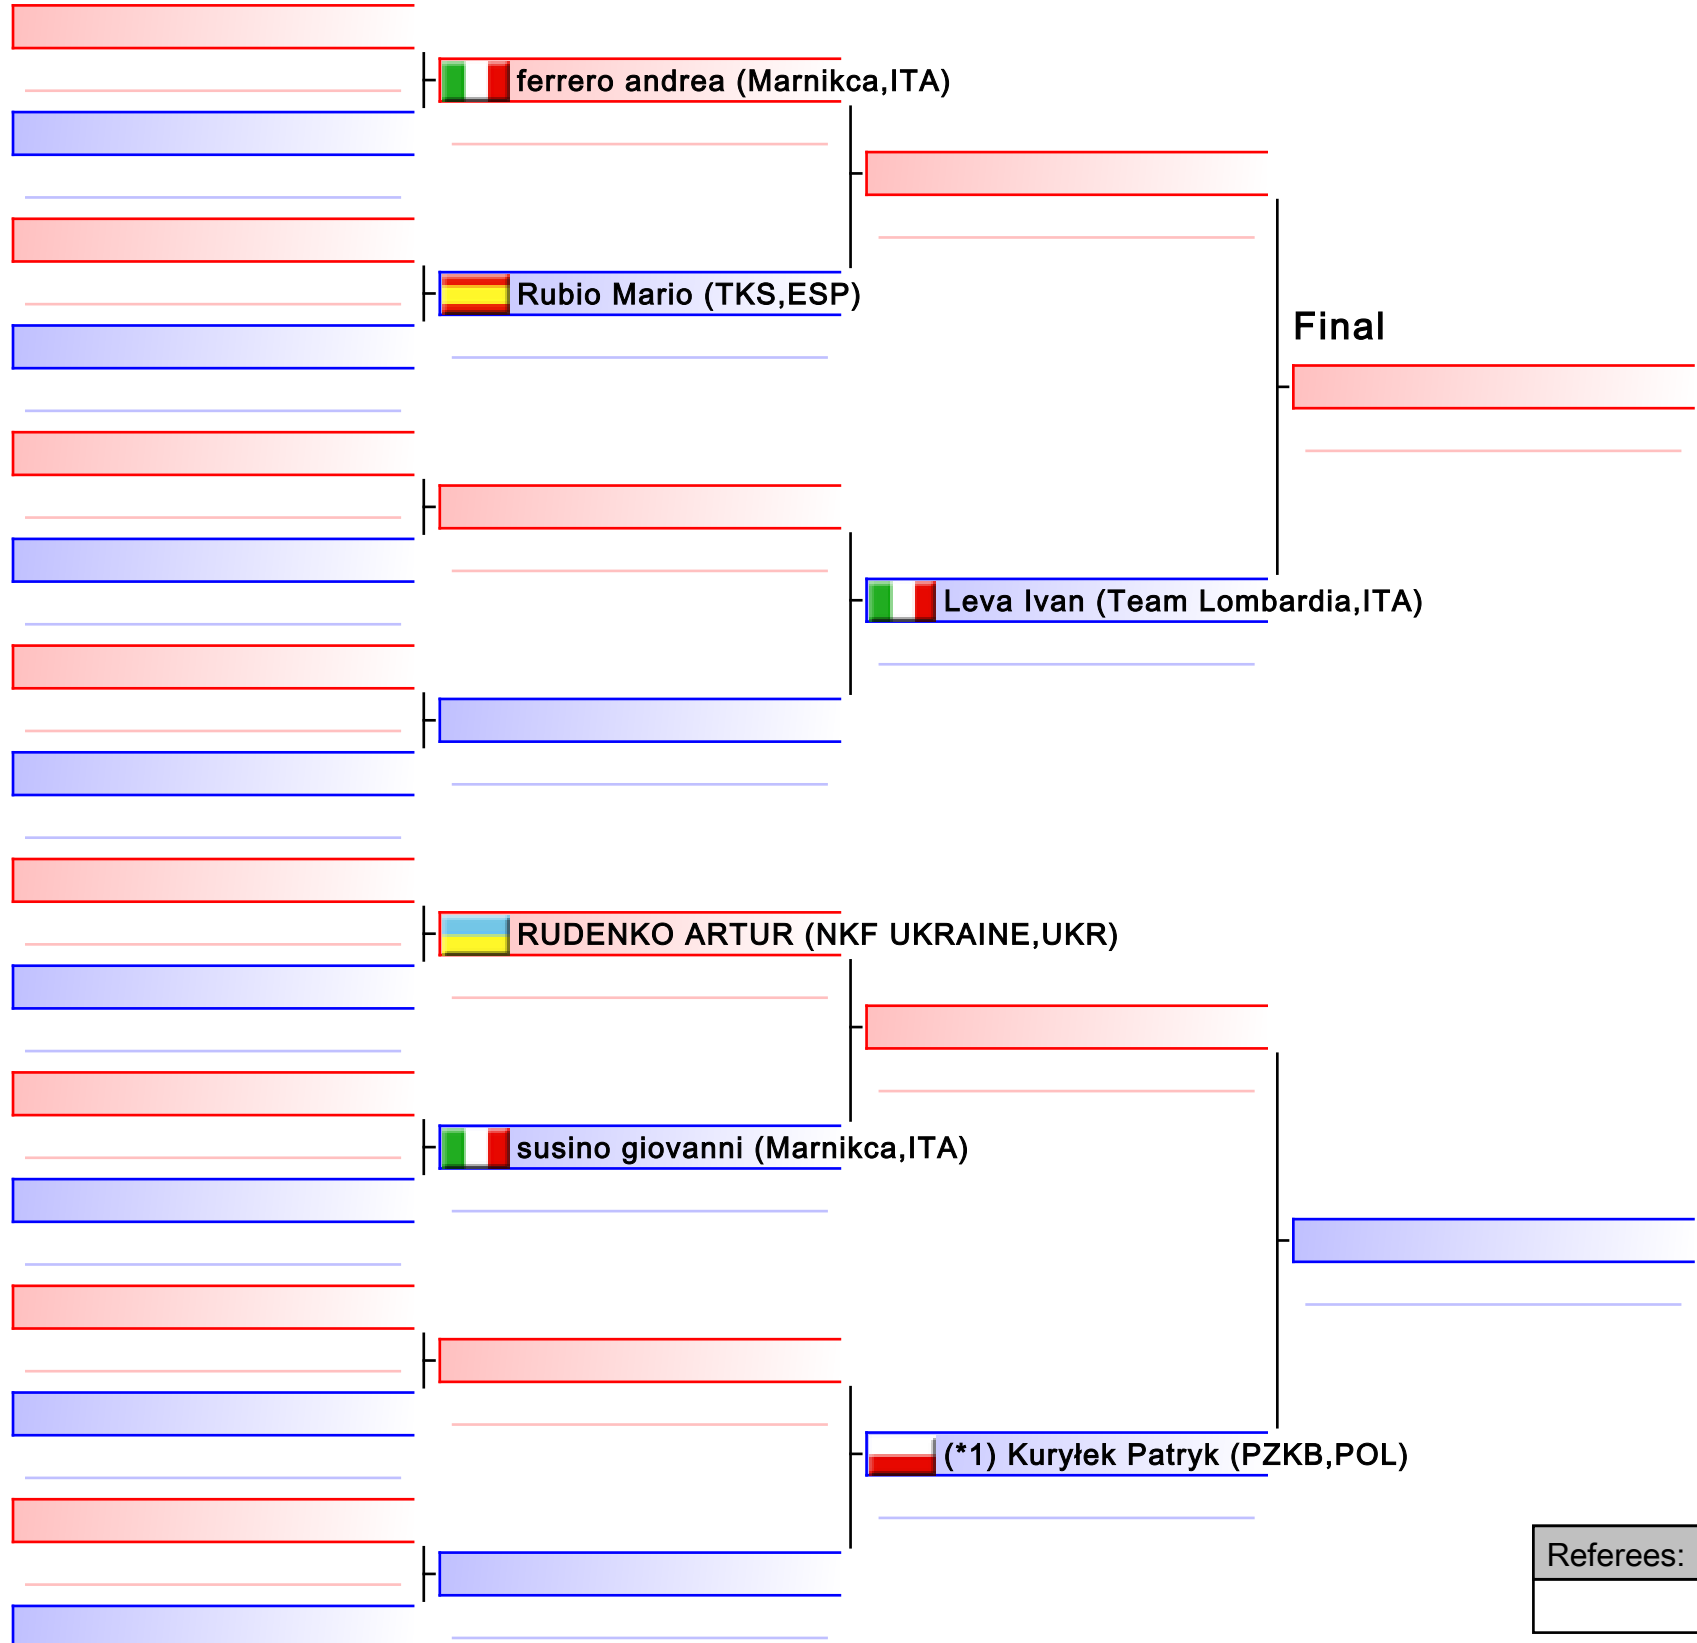 ferrero andrea (Marnikca,ITA)
Rubio Mario (TKS,ESP)
Final
Leva Ivan (Team Lombardia,ITA)
RUDENKO ARTUR (NKF UKRAINE,UKR)
susino giovanni (Marnikca,ITA)
(*1) Kuryłek Patryk (PZKB,POL)
Referees: